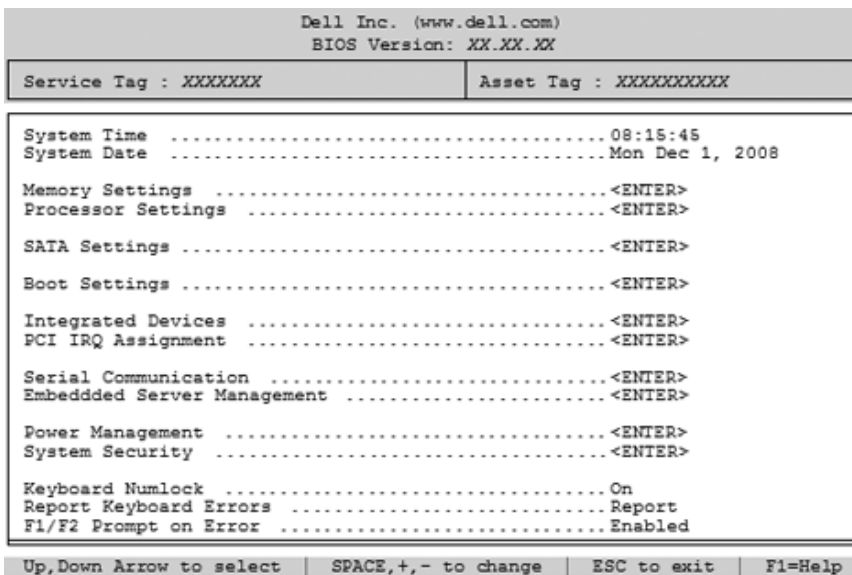 Dell Inc. (www.dell.com)
BIOS Version: XX.XX.XX
Service Tag : XXXXXXX | Asset Tag : XXXXXXXXXX
System Time ......................................08:15:45
System Date ......................................Mon Dec 1, 2008
Memory Settings ..................................<ENTER>
Processor Settings ...............................<ENTER>
SATA Settings .....................................<ENTER>
Boot Settings .....................................<ENTER>
Integrated Devices ...............................<ENTER>
PCI IRQ Assignment ...............................<ENTER>
Serial Communication .............................<ENTER>
Embeddded Server Management .......................<ENTER>
Power Management .................................<ENTER>
System Security ..................................<ENTER>
Keyboard Numlock ................................. On
Report Keyboard Errors ........................... Report
F1/F2 Prompt on Error ............................ Enabled
Up,Down Arrow to select | SPACE,+,- to change | ESC to exit | F1=Help